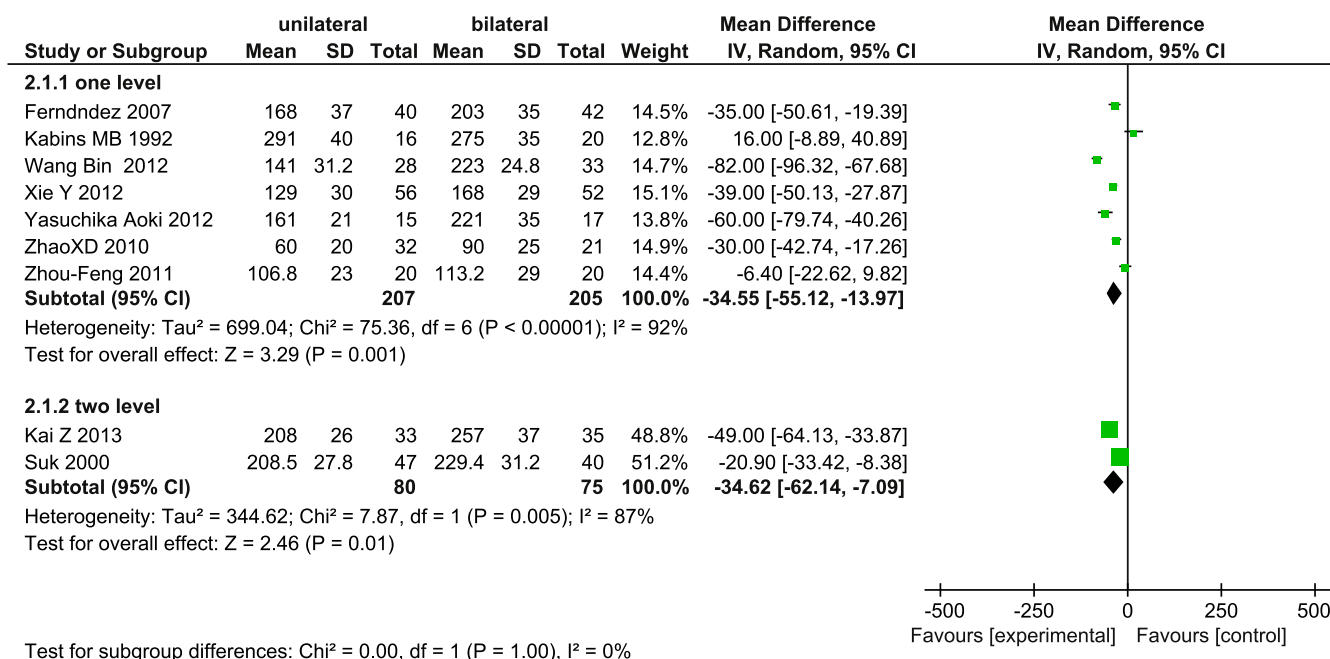 unilateral bilateral Mean Difference Mean Difference
Study or Subgroup Mean SD Total Mean SD Total Weight IV, Random, 95% CI IV, Random, 95% CI
2.1.1 one level
Ferndndez 2007 168 37 40 203 35 42 14.5% -35.00 [-50.61, -19.39]
Kabins MB 1992 291 40 16 275 35 20 12.8% 16.00 [-8.89, 40.89]
Wang Bin 2012 141 31.2 28 223 24.8 33 14.7% -82.00 [-96.32, -67.68]
Xie Y 2012 129 30 56 168 29 52 15.1% -39.00 [-50.13, -27.87]
Yasuchika Aoki 2012 161 21 15 221 35 17 13.8% -60.00 [-79.74, -40.26]
ZhaoXD 2010 60 20 32 90 25 21 14.9% -30.00 [-42.74, -17.26]
Zhou-Feng 2011 106.8 23 20 113.2 29 20 14.4% -6.40 [-22.62, 9.82]
Subtotal (95% CI) 207 205 100.0% -34.55 [-55.12, -13.97]
Heterogeneity: Tau² = 699.04; Chi² = 75.36, df = 6 (P < 0.00001); I² = 92%
Test for overall effect: Z = 3.29 (P = 0.001)
2.1.2 two level
Kai Z 2013 208 26 33 257 37 35 48.8% -49.00 [-64.13, -33.87]
Suk 2000 208.5 27.8 47 229.4 31.2 40 51.2% -20.90 [-33.42, -8.38]
Subtotal (95% CI) 80 75 100.0% -34.62 [-62.14, -7.09]
Heterogeneity: Tau² = 344.62; Chi² = 7.87, df = 1 (P = 0.005); I² = 87%
Test for overall effect: Z = 2.46 (P = 0.01)
-500 -250 0 250 500
Favours [experimental] Favours [control]
Test for subgroup differences: Chi² = 0.00, df = 1 (P = 1.00), I² = 0%